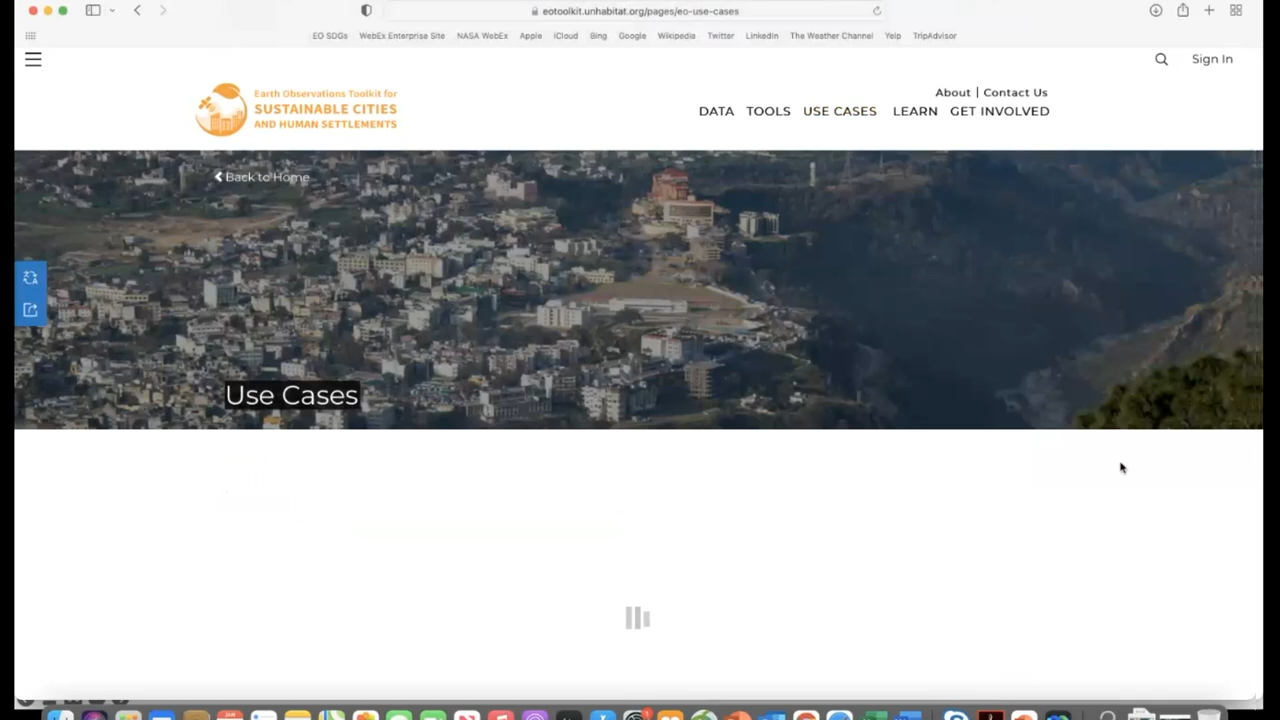 eotoolkit.unhabitat.org/pages/eo-use-cases
EO SDGs WebEx Enterprise Site NASA WebEx Apple iCloud Bing Google Wikipedia Twitter LinkedIn The Weather Channel Yelp TripAdvisor
Sign In
Earth Observations Toolkit for
SUSTAINABLE CITIES
AND HUMAN SETTLEMENTS
About | Contact Us
DATA TOOLS USE CASES LEARN GET INVOLVED
Back to Home
Use Cases